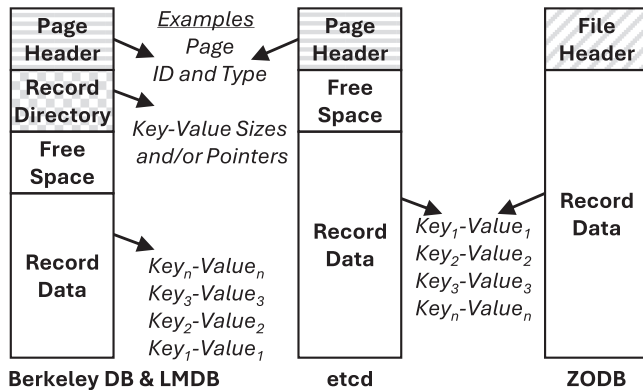 Page
Header
Record
Directory
Free
Space
Record
Data
Berkeley DB & LMDB
Examples
Page
ID and Type
Key-Value Sizes
and/or Pointers
Keyₙ-Valueₙ
Key₃-Value₃
Key₂-Value₂
Key₁-Value₁
Page
Header
Free
Space
Record
Data
etcd
Key₁-Value₁
Key₂-Value₂
Key₃-Value₃
Keyₙ-Valueₙ
File
Header
Record
Data
ZODB